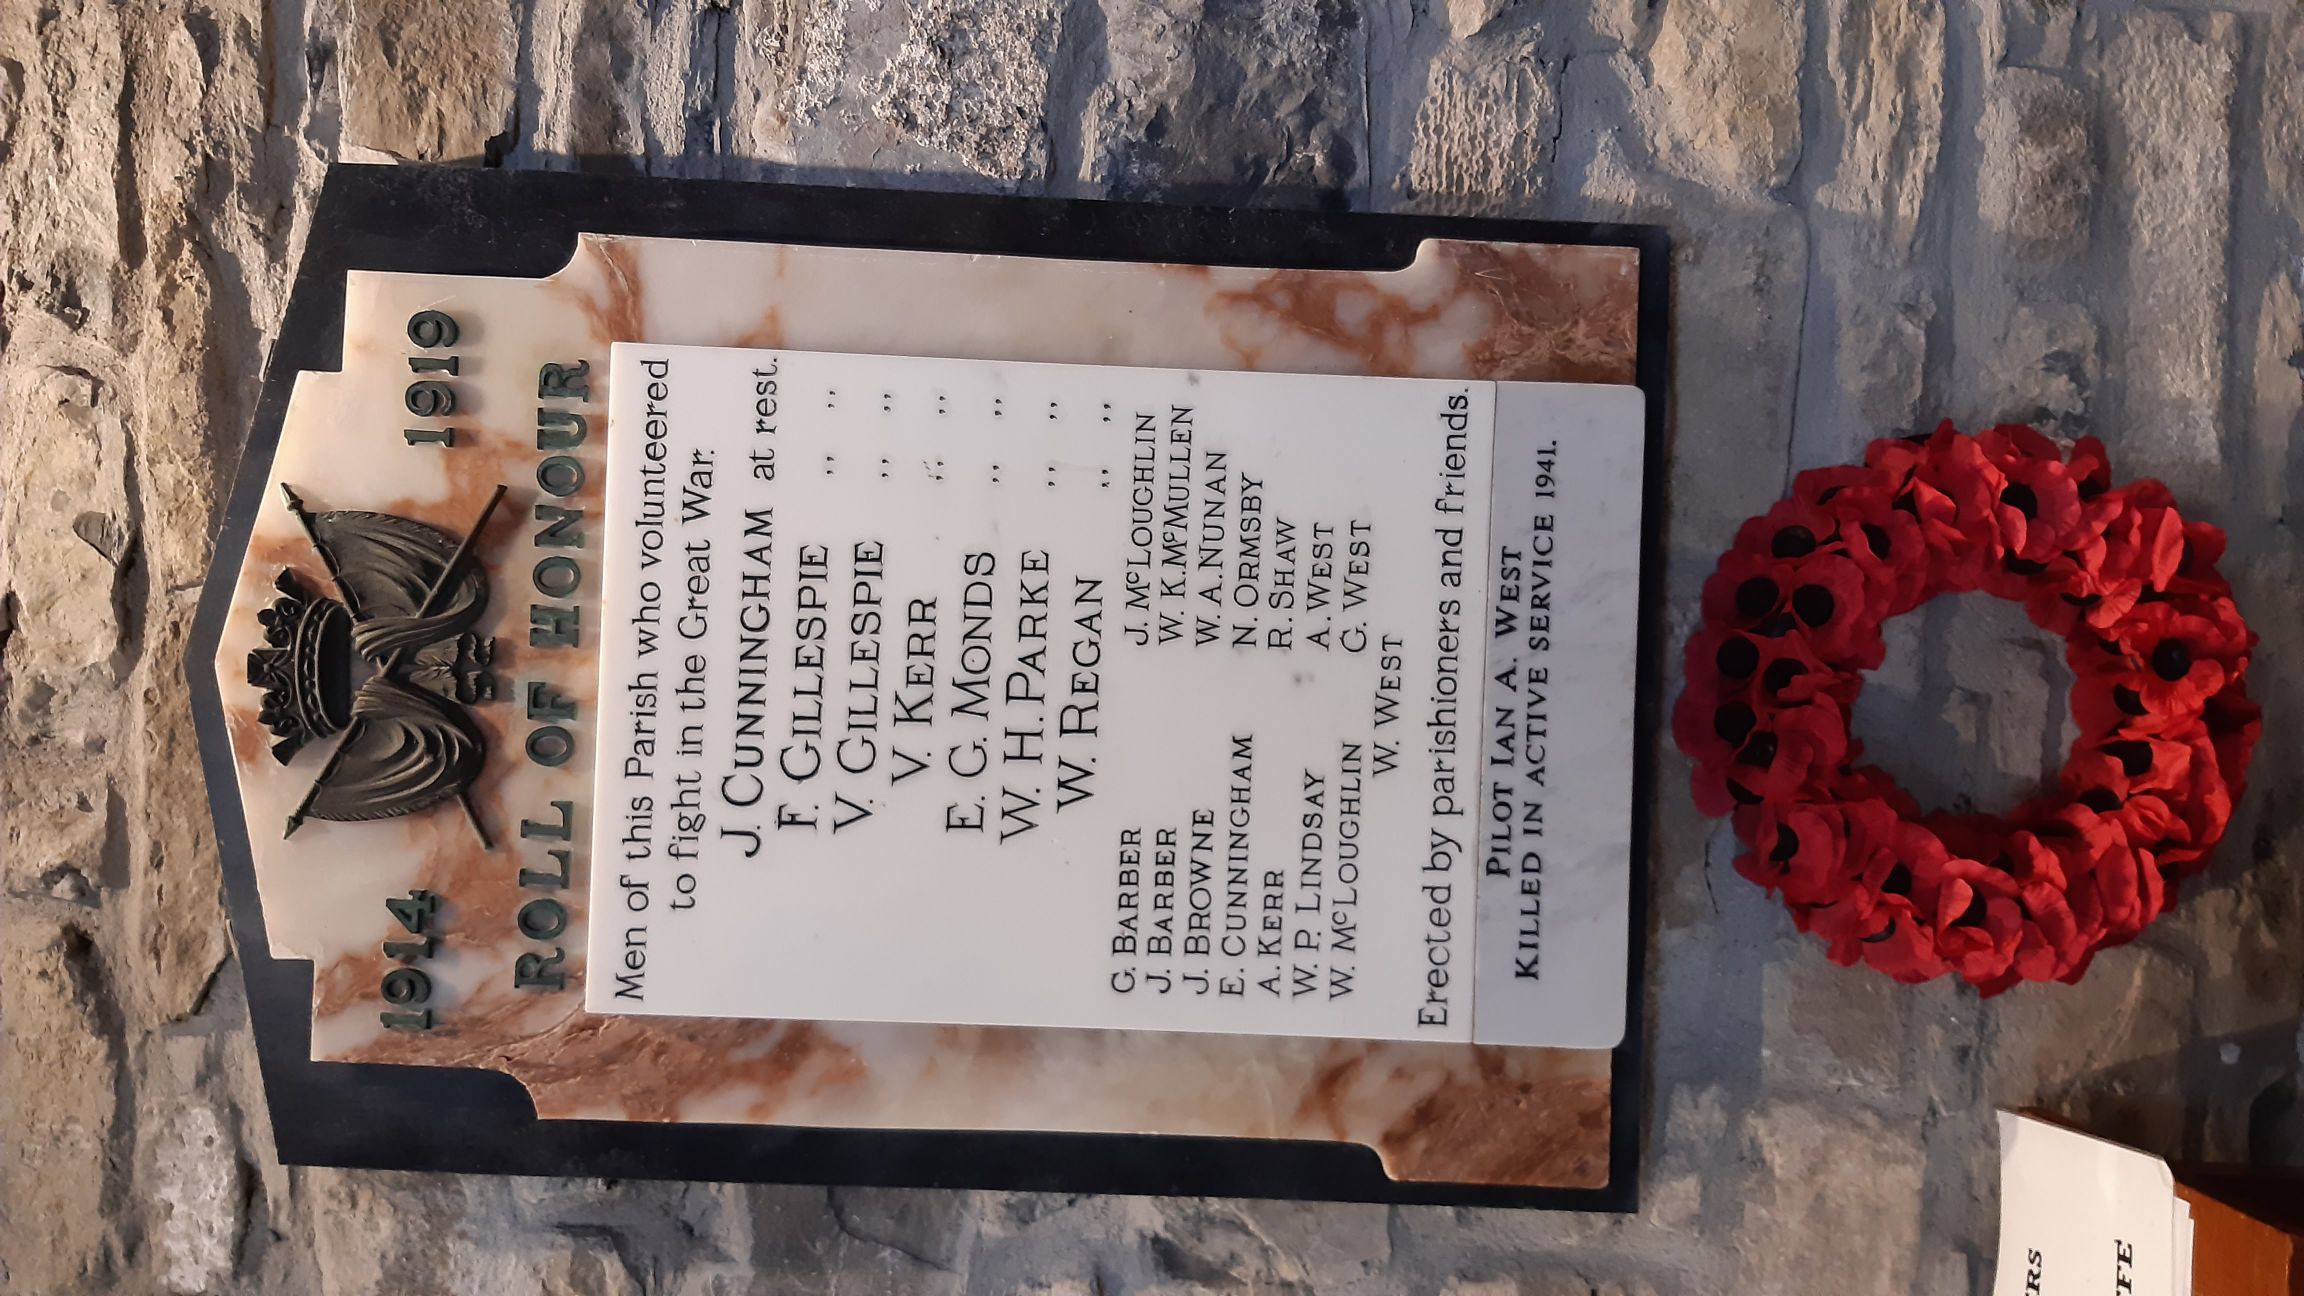 1914 1919
ROLL OF HONOUR
Men of this Parish who volunteered
to fight in the Great War.
J. CUNNINGHAM at rest.
F. GILLESPIE " "
V. GILLESPIE " "
V. KERR " "
E. G. MONDS " "
W. H. PARKE " "
W. REGAN " "
G. BARBER J. McLOUGHLIN
J. BARBER W. K. McMULLEN
J. BROWNE W. A. NUNAN
E. CUNNINGHAM N. ORMSBY
A. KERR R. SHAW
W. P. LINDSAY A. WEST
W. McLOUGHLIN G. WEST
W. WEST
Erected by parishioners and friends.
PILOT IAN A. WEST
KILLED IN ACTIVE SERVICE 1941.